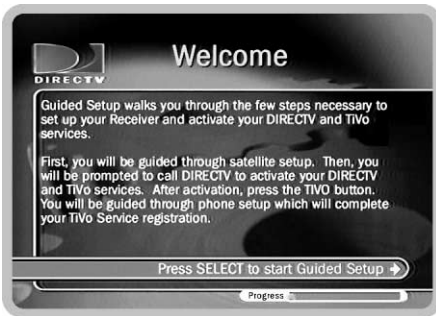 Welcome
DIRECTV
Guided Setup walks you through the few steps necessary to
set up your Receiver and activate your DIRECTV and TiVo
services.
First, you will be guided through satellite setup. Then, you
will be prompted to call DIRECTV to activate your DIRECTV
and TiVo services. After activation, press the TIVO button.
You will be guided through phone setup which will complete
your TiVo Service registration.
Press SELECT to start Guided Setup
Progress